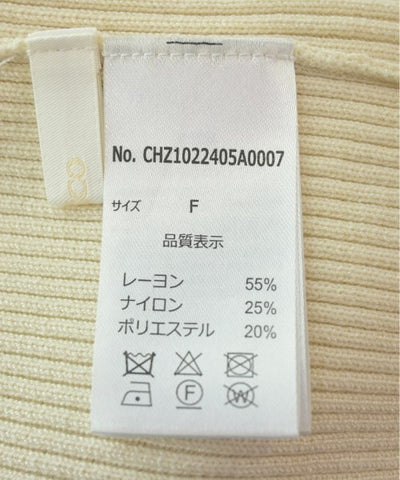 No. CHZ1022405A0007
サイズ F
品質表示
レーヨン 55%
ナイロン 25%
ポリエステル 20%
F
W